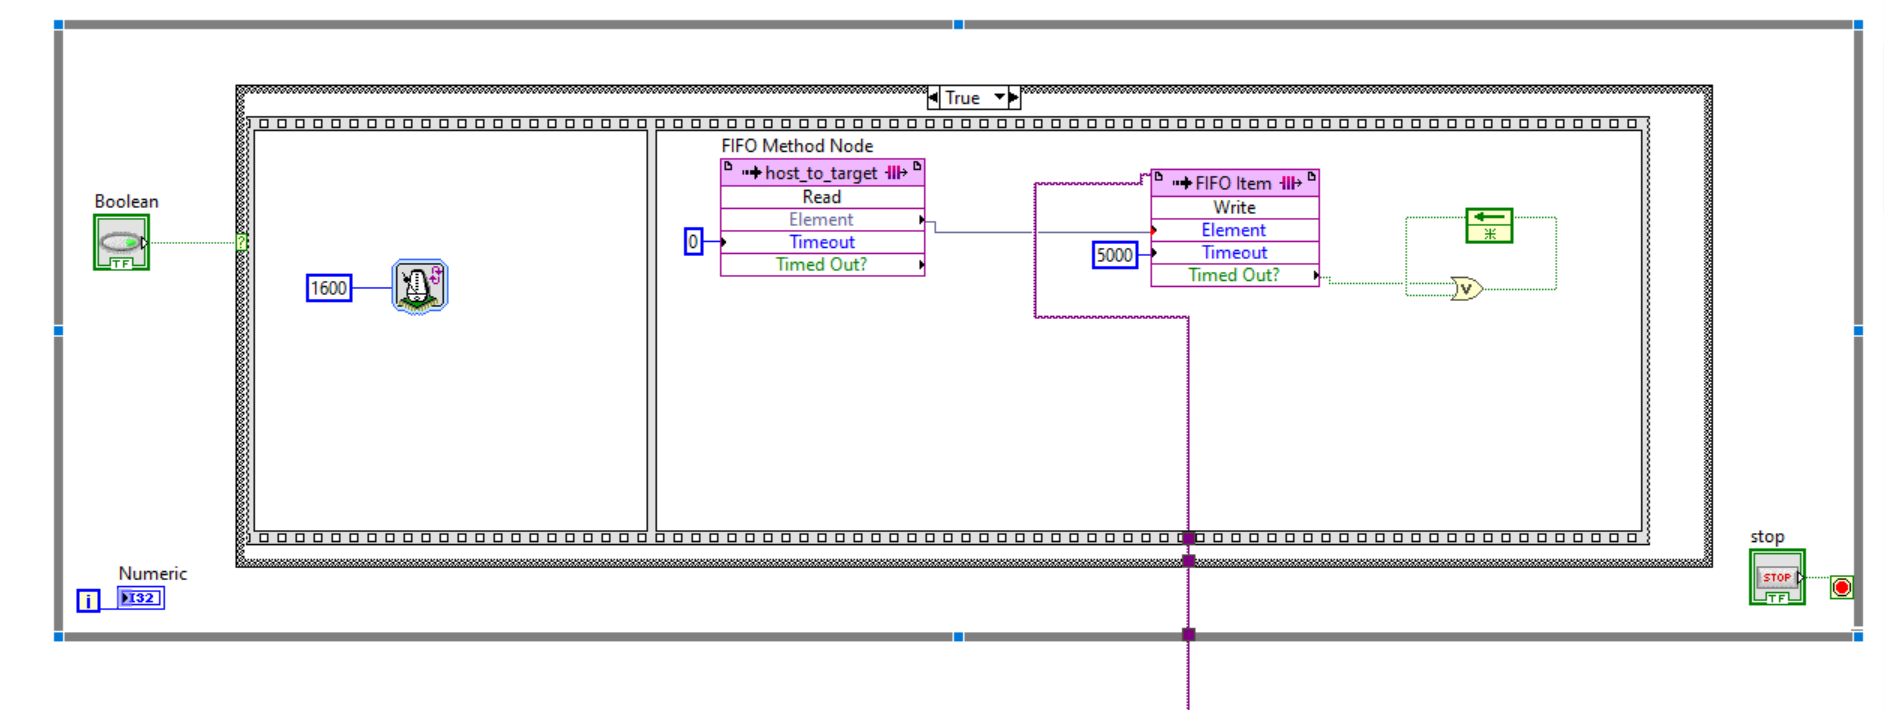 True
FIFO Method Node
host_to_target
Read
Element
Timeout
Timed Out?
0
FIFO Item
Write
Element
Timeout
Timed Out?
5000
V
Boolean
TF
?
1600
Numeric
i
I32
stop
STOP
TF